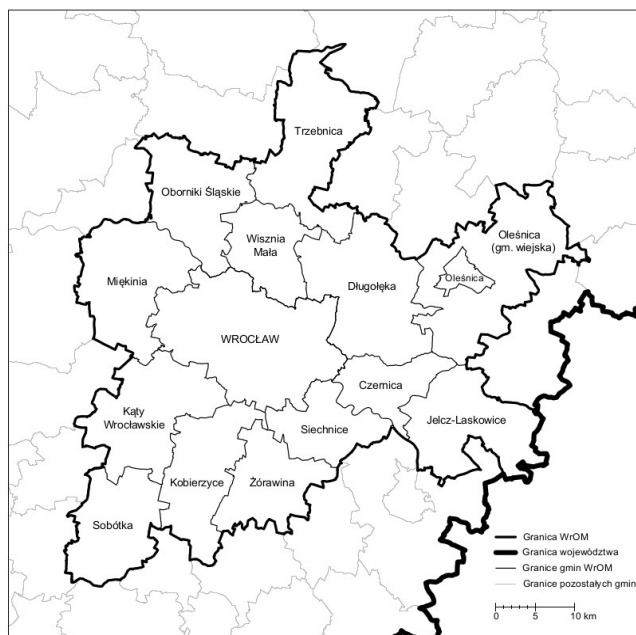 Trzebnica
Oborniki Śląskie
Oleśnica
(gm. wiejska)
Wisznia
Mała
Oleśnica
Miękinia
Długołęka
WROCŁAW
Czernica
Kąty
Wrocławskie
Siechnice
Jelcz-Laskowice
Kobierzyce
Żórawina
Sobótka
Granica WrOM
Granica województwa
Granice gmin WrOM
Granice pozostałych gmin
0 5 10 km